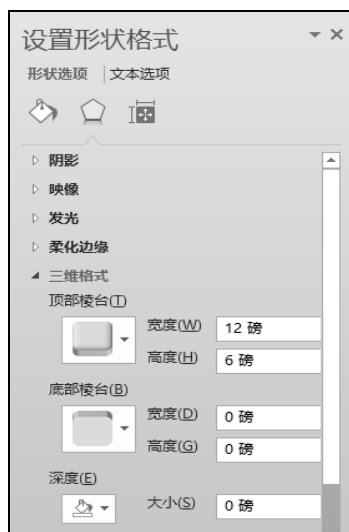 设置形状格式
形状选项 | 文本选项
阴影
映像
发光
柔化边缘
三维格式
顶部棱台(T)
宽度(W) 12 磅
高度(H) 6 磅
底部棱台(B)
宽度(D) 0 磅
高度(G) 0 磅
深度(E)
大小(S) 0 磅